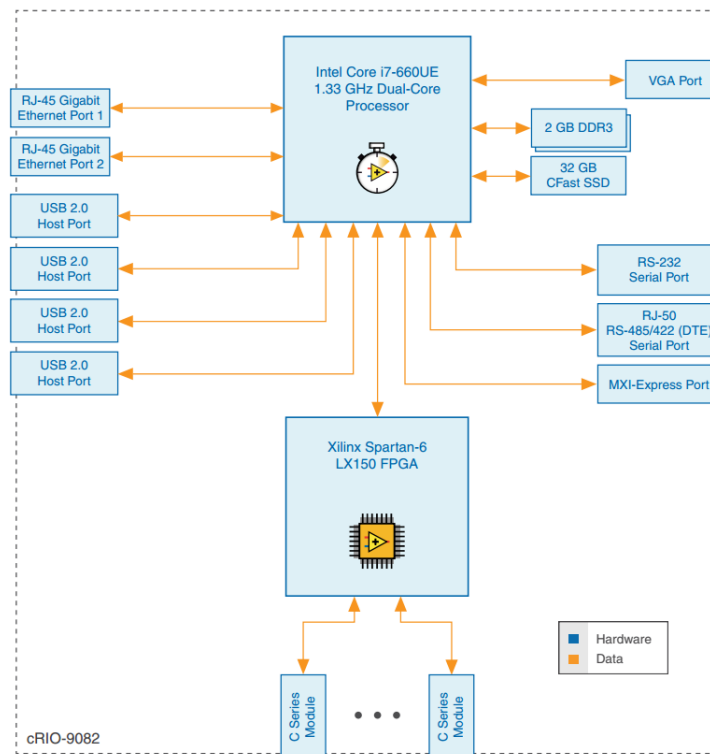 Intel Core i7-660UE
1.33 GHz Dual-Core
Processor
RJ-45 Gigabit
Ethernet Port 1
RJ-45 Gigabit
Ethernet Port 2
USB 2.0
Host Port
USB 2.0
Host Port
USB 2.0
Host Port
USB 2.0
Host Port
VGA Port
2 GB DDR3
32 GB
CFast SSD
RS-232
Serial Port
RJ-50
RS-485/422 (DTE)
Serial Port
MXI-Express Port
Xilinx Spartan-6
LX150 FPGA
C Series
Module
C Series
Module
Hardware
Data
cRIO-9082